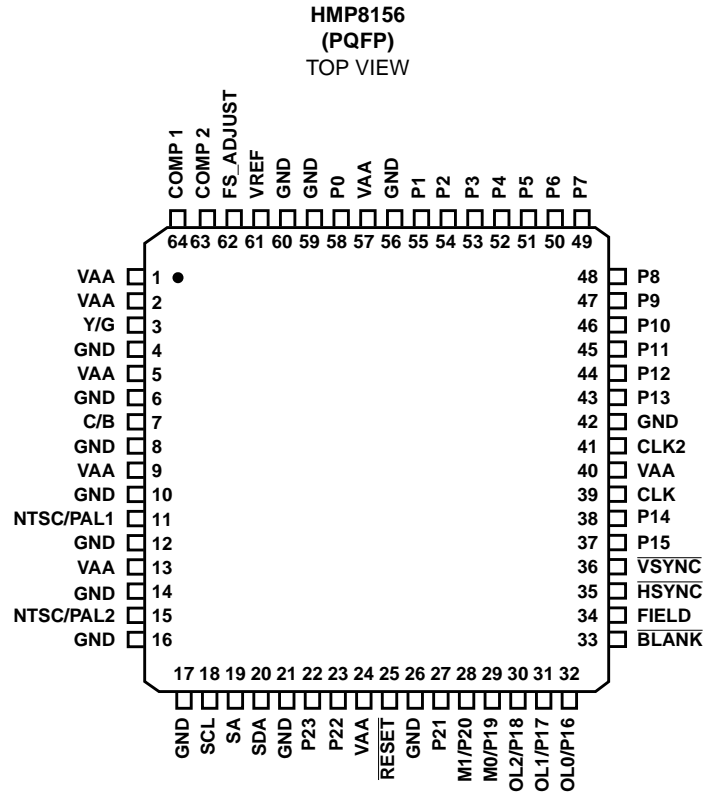 HMP8156
(PQFP)
TOP VIEW
COMP 1
COMP 2
FS_ADJUST
VREF
GND
GND
P0
VAA
GND
P1
P2
P3
P4
P5
P6
P7
64 63 62 61 60 59 58 57 56 55 54 53 52 51 50 49
VAA 1 48 P8
VAA 2 47 P9
Y/G 3 46 P10
GND 4 45 P11
VAA 5 44 P12
GND 6 43 P13
C/B 7 42 GND
GND 8 41 CLK2
VAA 9 40 VAA
GND 10 39 CLK
NTSC/PAL1 11 38 P14
GND 12 37 P15
VAA 13 36 VSYNC
GND 14 35 HSYNC
NTSC/PAL2 15 34 FIELD
GND 16 33 BLANK
17 18 19 20 21 22 23 24 25 26 27 28 29 30 31 32
GND
SCL
SA
SDA
GND
P23
P22
VAA
RESET
GND
P21
M1/P20
M0/P19
OL2/P18
OL1/P17
OL0/P16